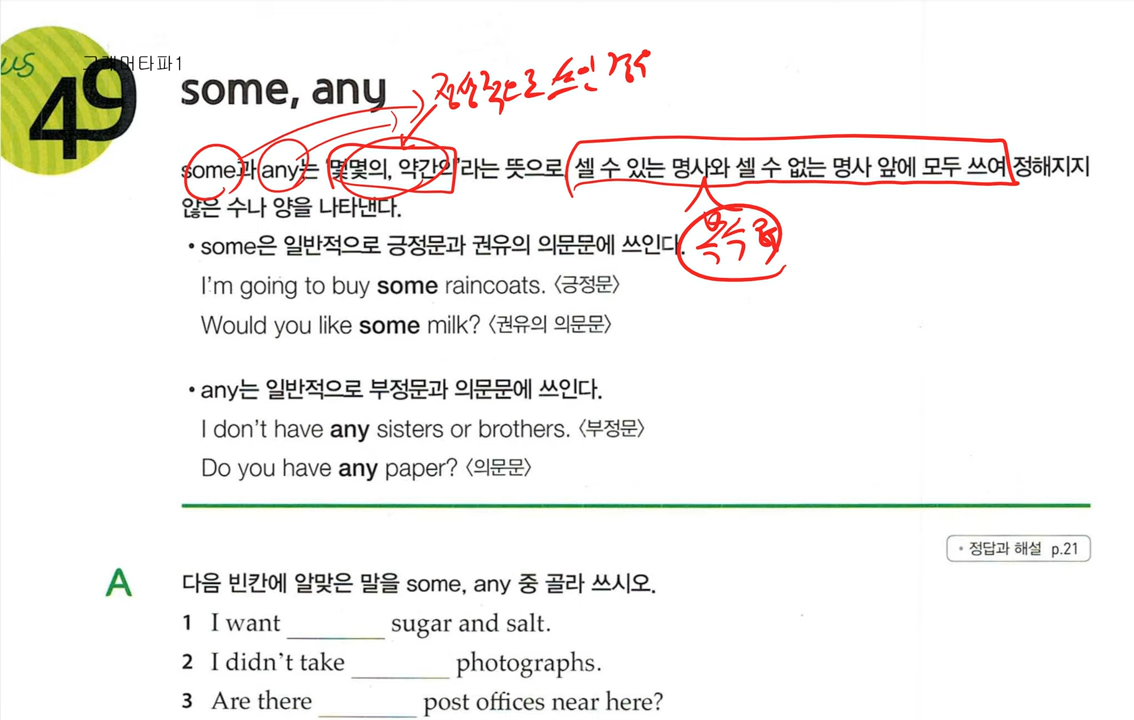 us
그래머타파1
49
some, any
정상적으로 쓰인 경우
some과 any는 '몇몇의, 약간의'라는 뜻으로 셀 수 있는 명사와 셀 수 없는 명사 앞에 모두 쓰여 정해지지
않은 수나 양을 나타낸다.
• some은 일반적으로 긍정문과 권유의 의문문에 쓰인다.
복수형
I'm going to buy some raincoats. 〈긍정문〉
Would you like some milk? 〈권유의 의문문〉
• any는 일반적으로 부정문과 의문문에 쓰인다.
I don't have any sisters or brothers. 〈부정문〉
Do you have any paper? 〈의문문〉
• 정답과 해설 p.21
A 다음 빈칸에 알맞은 말을 some, any 중 골라 쓰시오.
1 I want ________ sugar and salt.
2 I didn't take ________ photographs.
3 Are there ________ post offices near here?